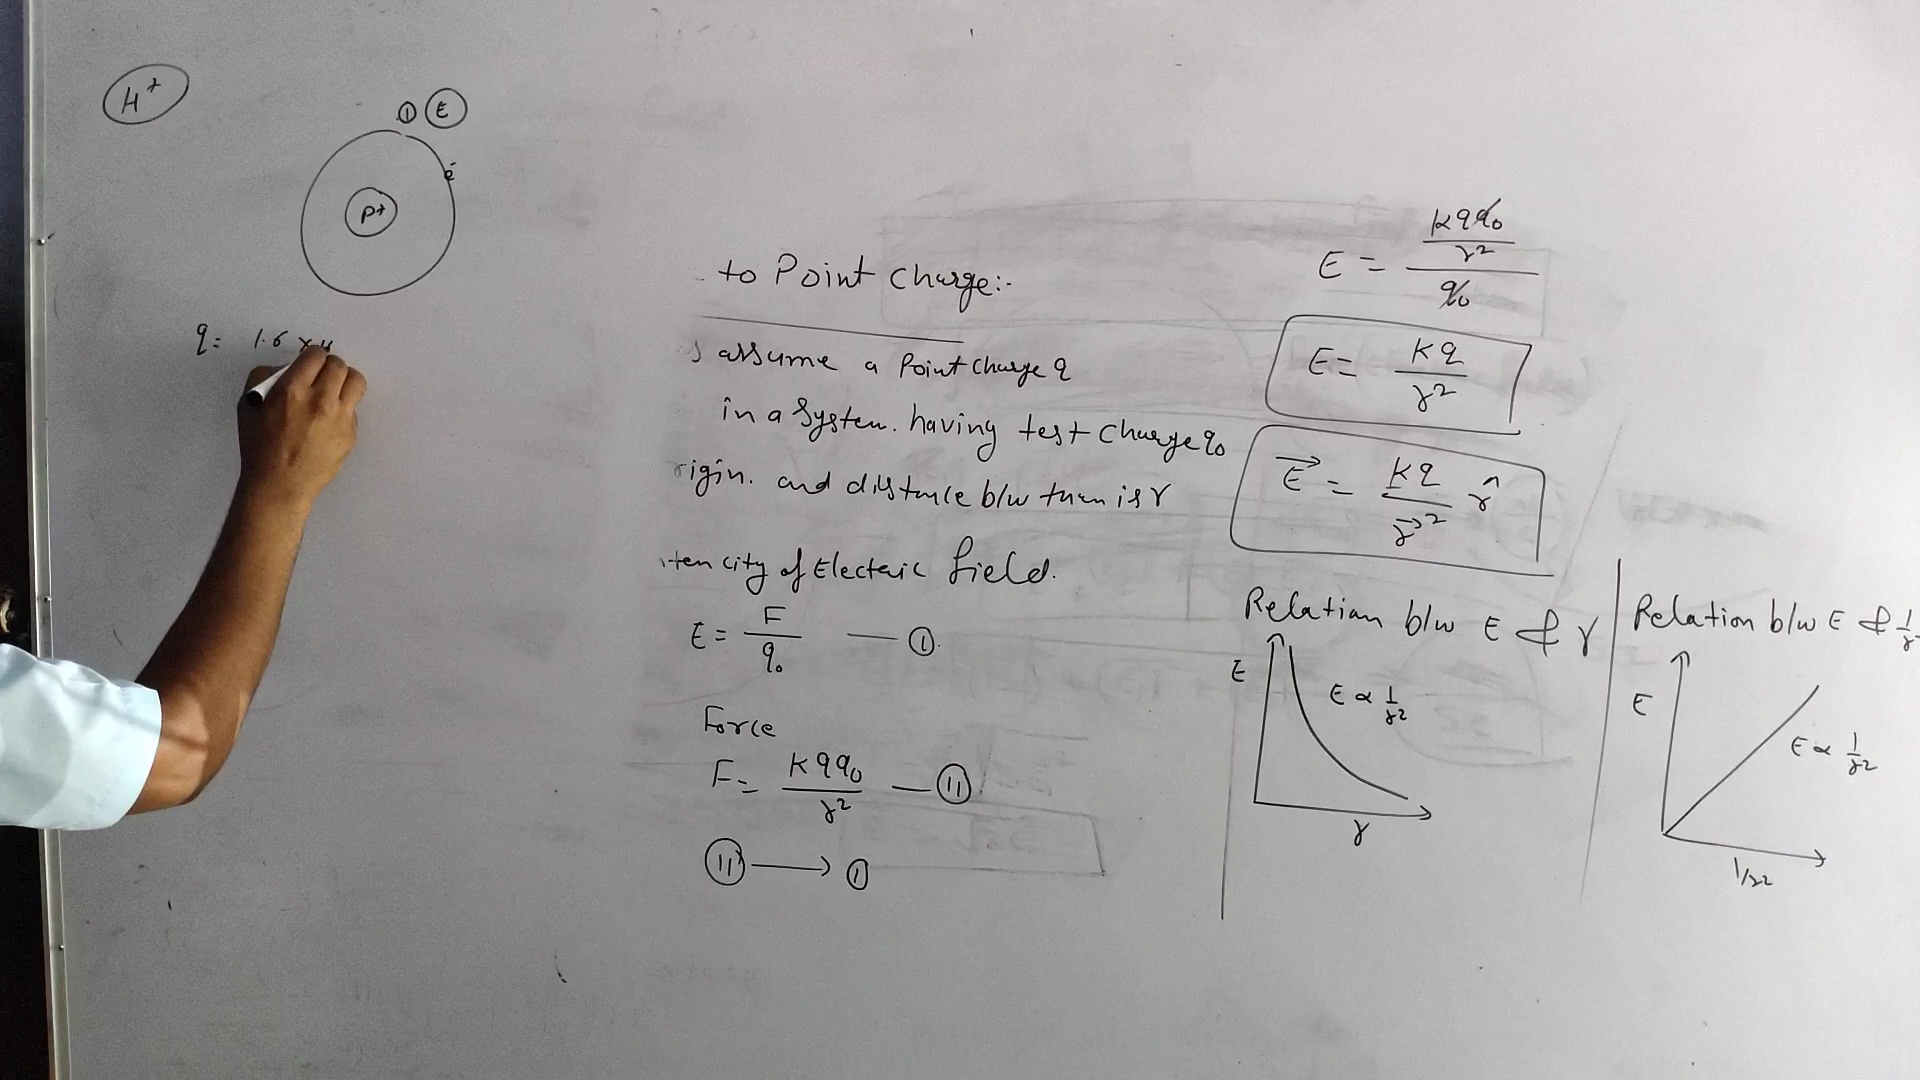 H⁺
① Ⓔ
e⁻
P+
q = 1.6 ×
to Point Charge:-
assume a Point Charge q
in a System. having test Charge q₀
rigin. and distance b/w them is r
tencity of Electric field.
E = F/q₀ — ①.
Force
F = Kqq₀/r² — ⑪
⑪ → ①
E = (Kqq₀/r²)/q₀
E = Kq/r²
E⃗ = Kq/r⃗² r̂
Relation b/w E & r
E
E ∝ 1/r²
r
Relation b/w E & 1/r
E
E ∝ 1/r²
1/r²